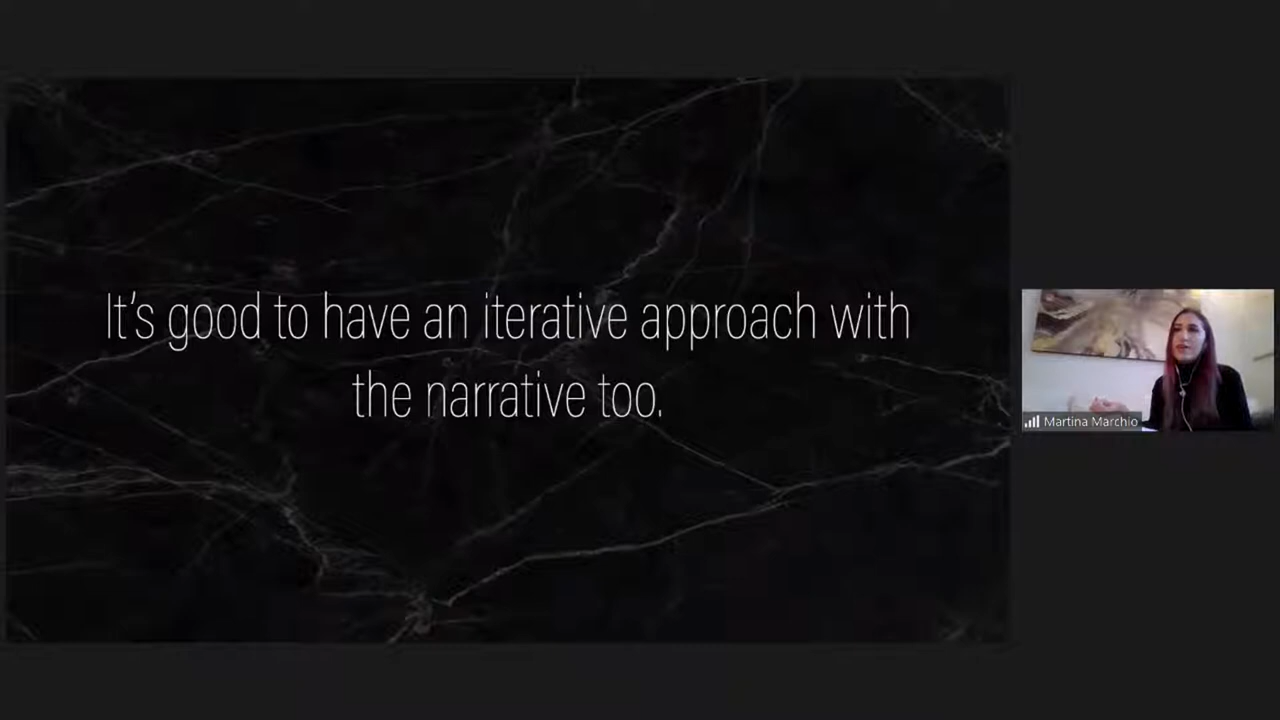 It's good to have an iterative approach with
the narrative too.
Martina Marchio